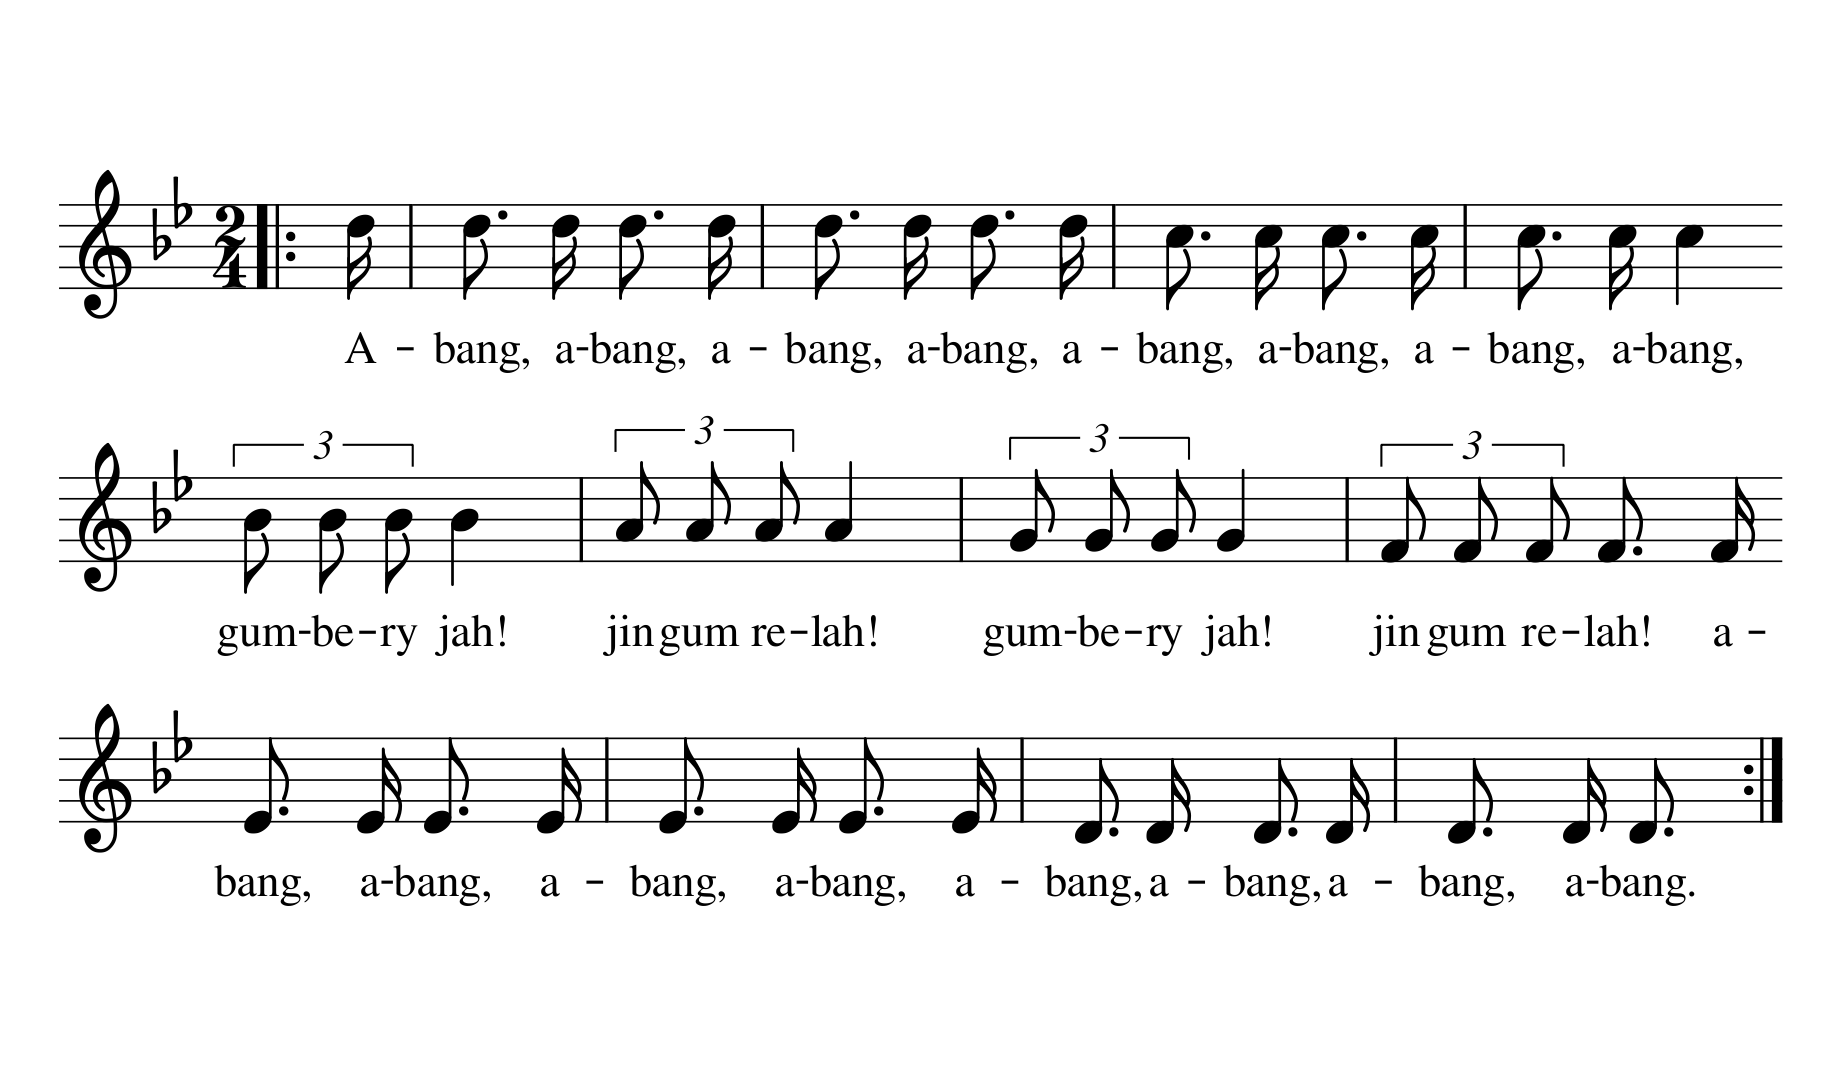 2
4
A – bang, a-bang, a – bang, a-bang, a – bang, a-bang, a – bang, a-bang,
3 3 3 3
gum-be-ry jah! jin gum re-lah! gum-be-ry jah! jin gum re-lah! a –
bang, a-bang, a – bang, a-bang, a – bang, a – bang, a – bang, a-bang.